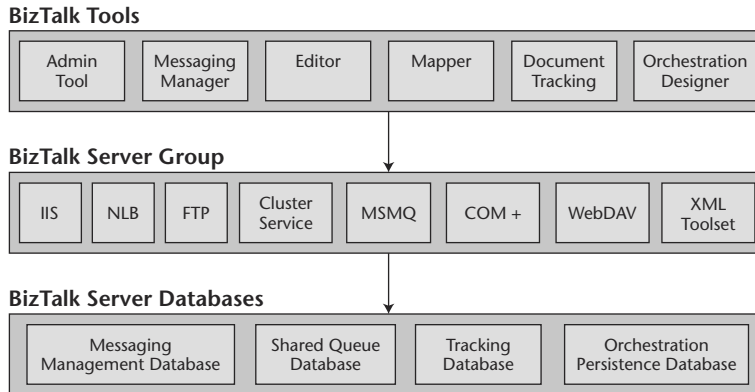 BizTalk Tools
Admin
Tool
Messaging
Manager
Editor
Mapper
Document
Tracking
Orchestration
Designer
BizTalk Server Group
IIS
NLB
FTP
Cluster
Service
MSMQ
COM +
WebDAV
XML
Toolset
BizTalk Server Databases
Messaging
Management Database
Shared Queue
Database
Tracking
Database
Orchestration
Persistence Database